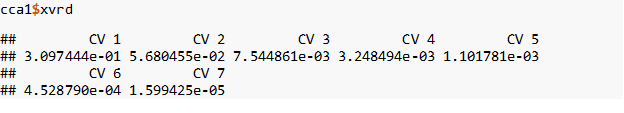 cca1$xvrd
## CV 1 CV 2 CV 3 CV 4 CV 5
## 3.097444e-01 5.680455e-02 7.544861e-03 3.248494e-03 1.101781e-03
## CV 6 CV 7
## 4.528790e-04 1.599425e-05